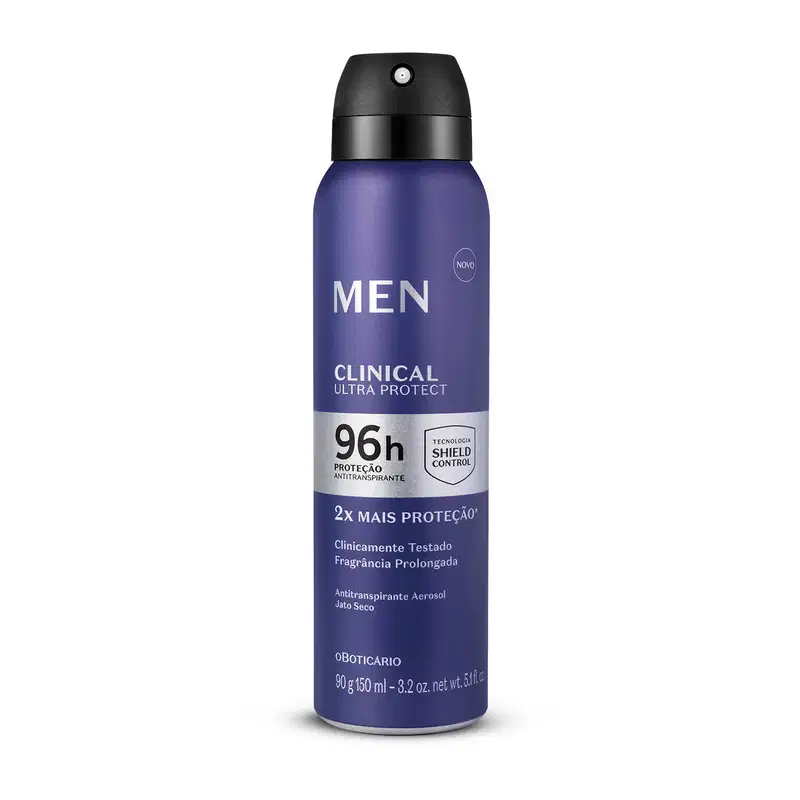 NOVO
MEN
CLINICAL
ULTRA PROTECT
96h
PROTEÇÃO
ANTITRANSPIRANTE
TECNOLOGIA
SHIELD
CONTROL
2x MAIS PROTEÇÃO*
Clinicamente Testado
Fragrância Prolongada
Antitranspirante Aerosol
Jato Seco
oBoticário
90 g 150 ml - 3.2 oz. net wt. 5.1 fl. oz